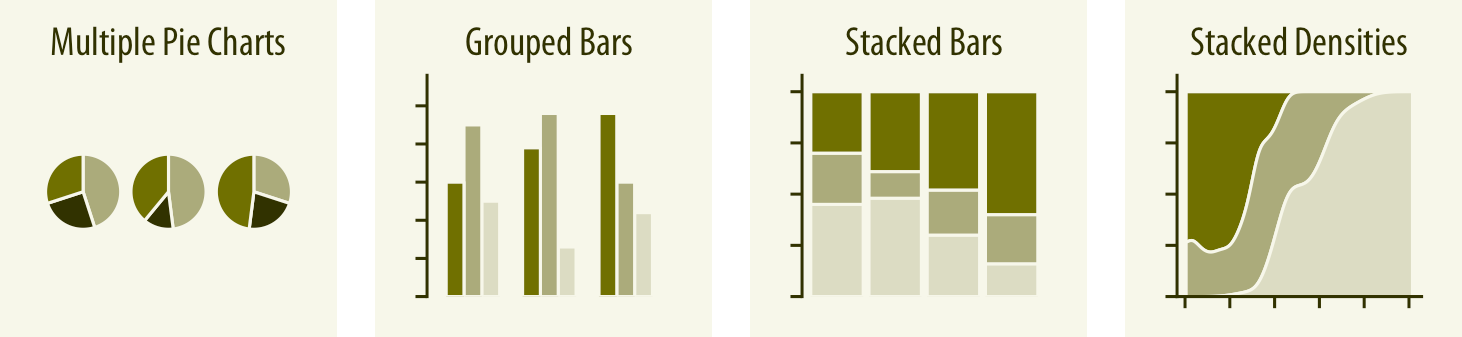 Multiple Pie Charts
Grouped Bars
Stacked Bars
Stacked Densities